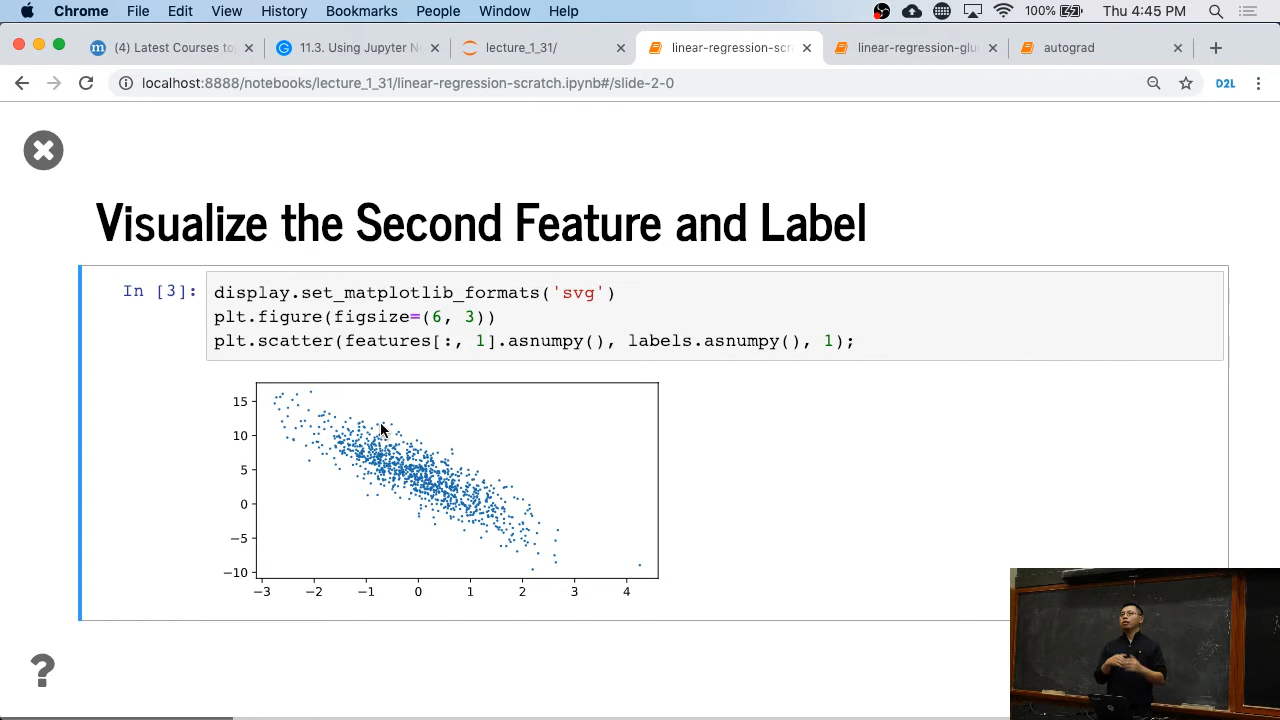 Chrome File Edit View History Bookmarks People Window Help 100% Thu 4:45 PM
(4) Latest Courses to 11.3. Using Jupyter N lecture_1_31/ linear-regression-scr linear-regression-glu autograd
localhost:8888/notebooks/lecture_1_31/linear-regression-scratch.ipynb#/slide-2-0 D2L
Visualize the Second Feature and Label
In [3]: display.set_matplotlib_formats('svg')
plt.figure(figsize=(6, 3))
plt.scatter(features[:, 1].asnumpy(), labels.asnumpy(), 1);
15
10
5
0
−5
−10
−3 −2 −1 0 1 2 3 4